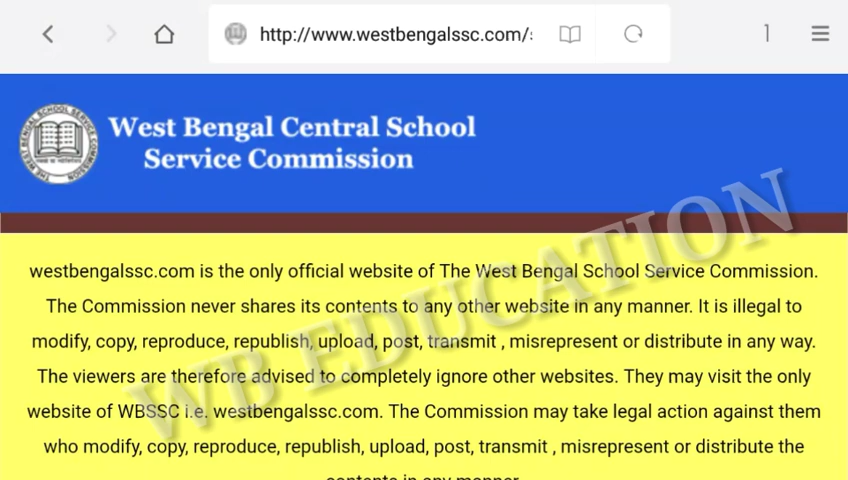 http://www.westbengalssc.com/
1
West Bengal Central School
Service Commission
westbengalssc.com is the only official website of The West Bengal School Service Commission.
The Commission never shares its contents to any other website in any manner. It is illegal to
modify, copy, reproduce, republish, upload, post, transmit , misrepresent or distribute in any way.
The viewers are therefore advised to completely ignore other websites. They may visit the only
website of WBSSC i.e. westbengalssc.com. The Commission may take legal action against them
who modify, copy, reproduce, republish, upload, post, transmit , misrepresent or distribute the
contents in any manner
WB EDUCATION